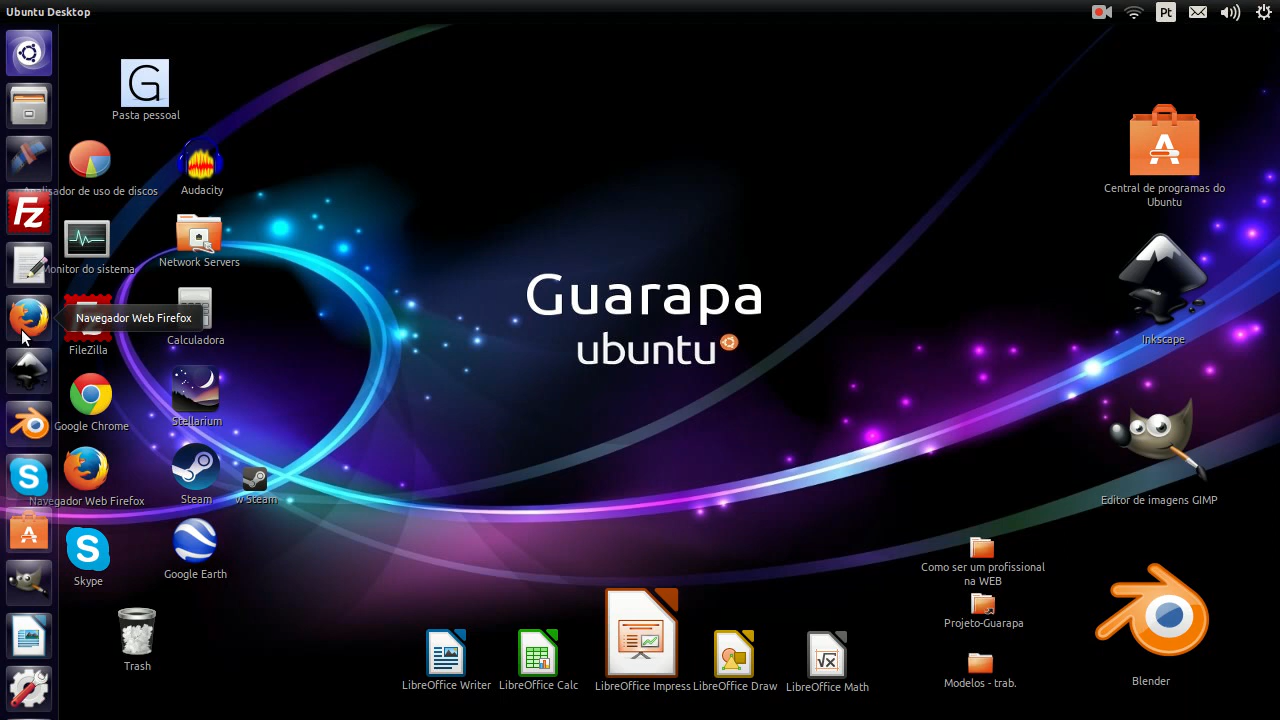 Ubuntu Desktop
Pt
G
Pasta pessoal
Analisador de uso de discos
Audacity
Central de programas do
Ubuntu
Fz
Monitor do sistema
Network Servers
Guarapa
ubuntu
Navegador Web Firefox
FileZilla
Calculadora
Inkscape
Google Chrome
Stellarium
Navegador Web Firefox
Steam
w Steam
Editor de imagens GIMP
S
S
Skype
Google Earth
Como ser um profissional
na WEB
Projeto-Guarapa
Trash
LibreOffice Writer
LibreOffice Calc
LibreOffice Impress
LibreOffice Draw
√x
LibreOffice Math
Modelos - trab.
Blender